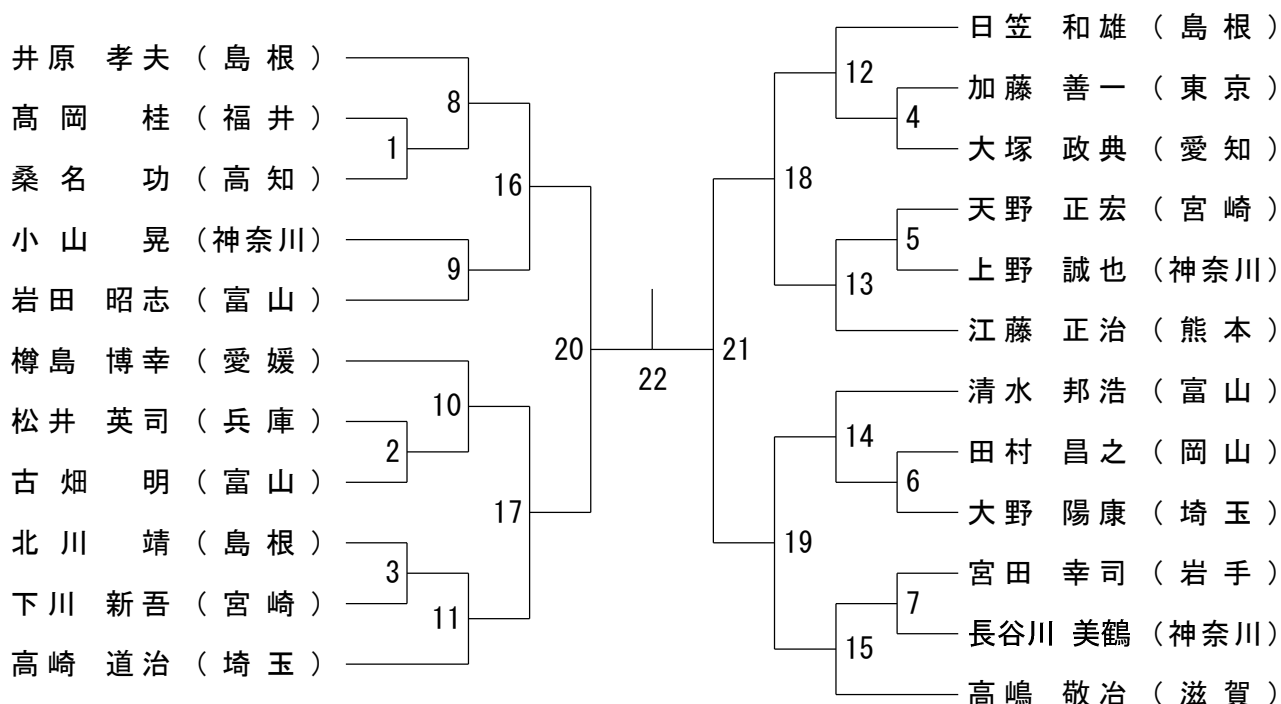 井原 孝夫 ( 島根 )
髙岡 桂 ( 福井 )
桑名 功 ( 高知 )
小山 晃 (神奈川)
岩田 昭志 ( 富山 )
樽島 博幸 ( 愛媛 )
松井 英司 ( 兵庫 )
古畑 明 ( 富山 )
北川 靖 ( 島根 )
下川 新吾 ( 宮崎 )
高崎 道治 ( 埼玉 )
8
1
16
9
10
2
17
3
11
20
22
21
12
4
18
5
13
14
6
19
7
15
日笠 和雄 ( 島根 )
加藤 善一 ( 東京 )
大塚 政典 ( 愛知 )
天野 正宏 ( 宮崎 )
上野 誠也 (神奈川)
江藤 正治 ( 熊本 )
清水 邦浩 ( 富山 )
田村 昌之 ( 岡山 )
大野 陽康 ( 埼玉 )
宮田 幸司 ( 岩手 )
長谷川 美鶴 (神奈川)
高嶋 敬冶 ( 滋賀 )